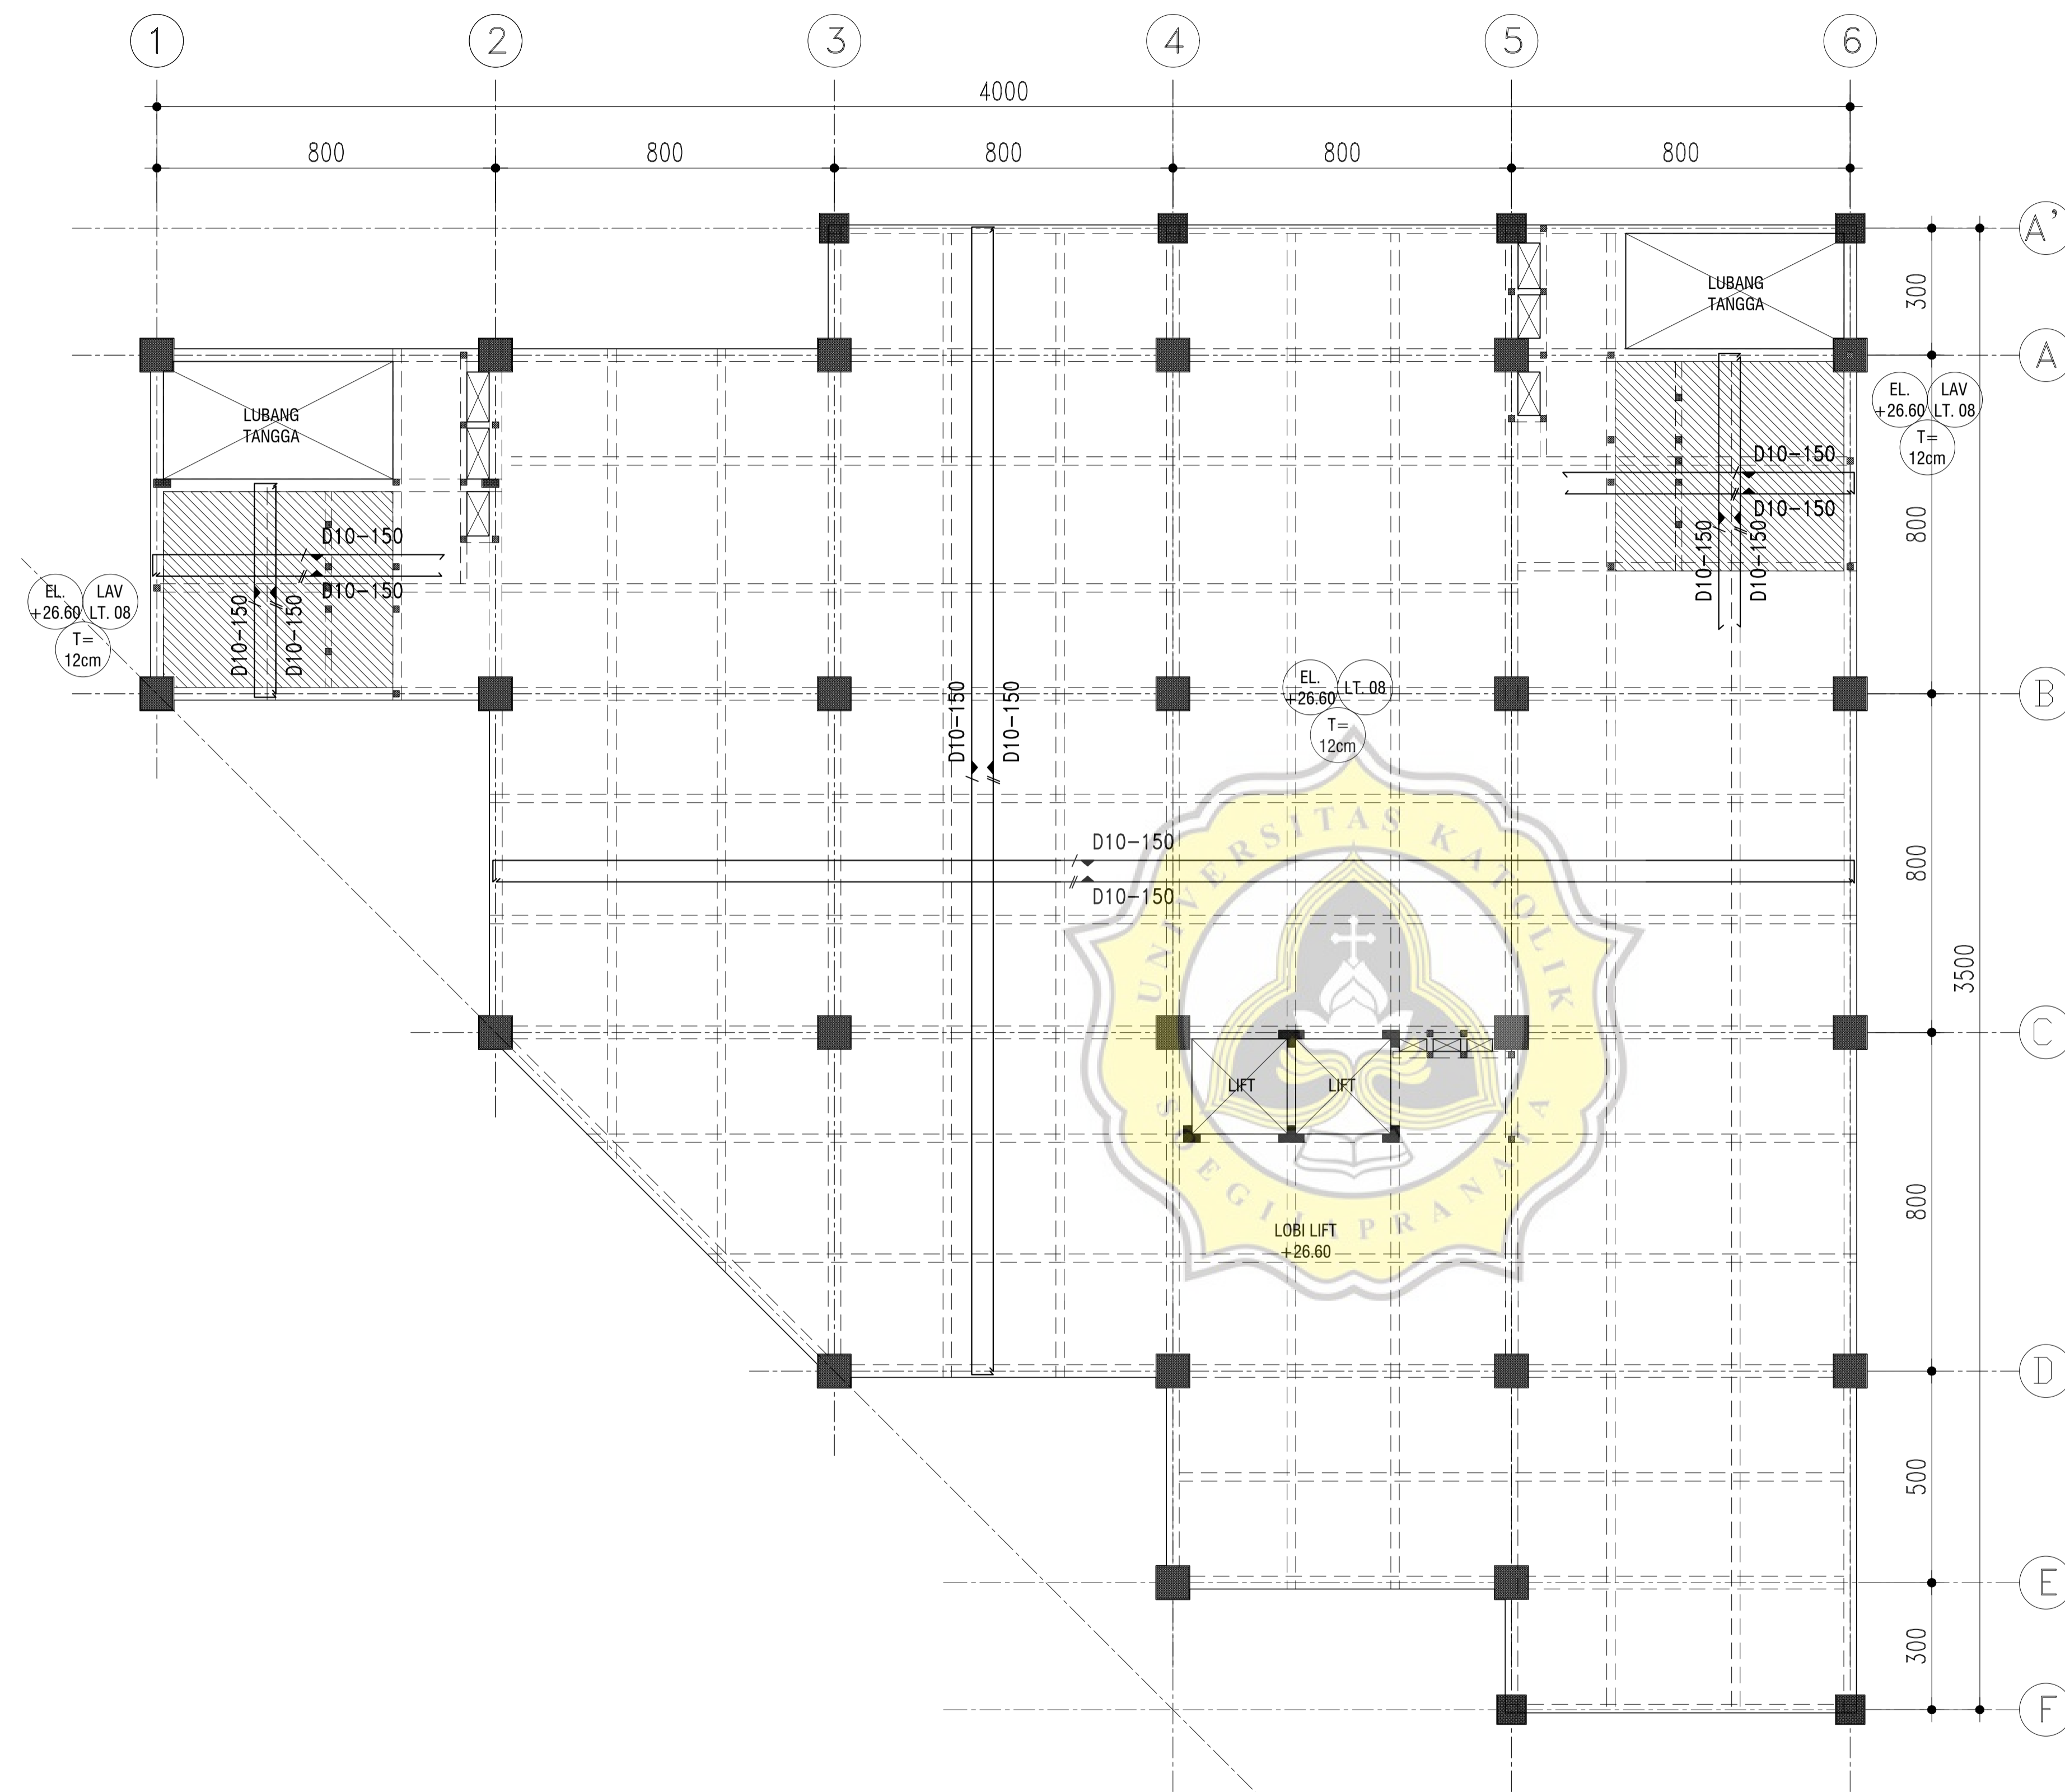 1 2 3 4 5 6
4000
800 800 800 800 800
A'
300
LUBANG
TANGGA
A
LUBANG
TANGGA
EL.
+26.60
LAV
LT. 08
T=
12cm
D10-150
D10-150
D10-150
D10-150
800
D10-150
D10-150
D10-150
D10-150
EL.
+26.60
LAV
LT. 08
T=
12cm
B
EL.
+26.60
LT. 08
T=
12cm
D10-150
D10-150
UNIVERSITAS KATOLIK
D10-150
D10-150
800
3500
C
LIFT
LIFT
SOEGIJAPRANATA
800
LOBI LIFT
+26.60
D
500
E
300
F